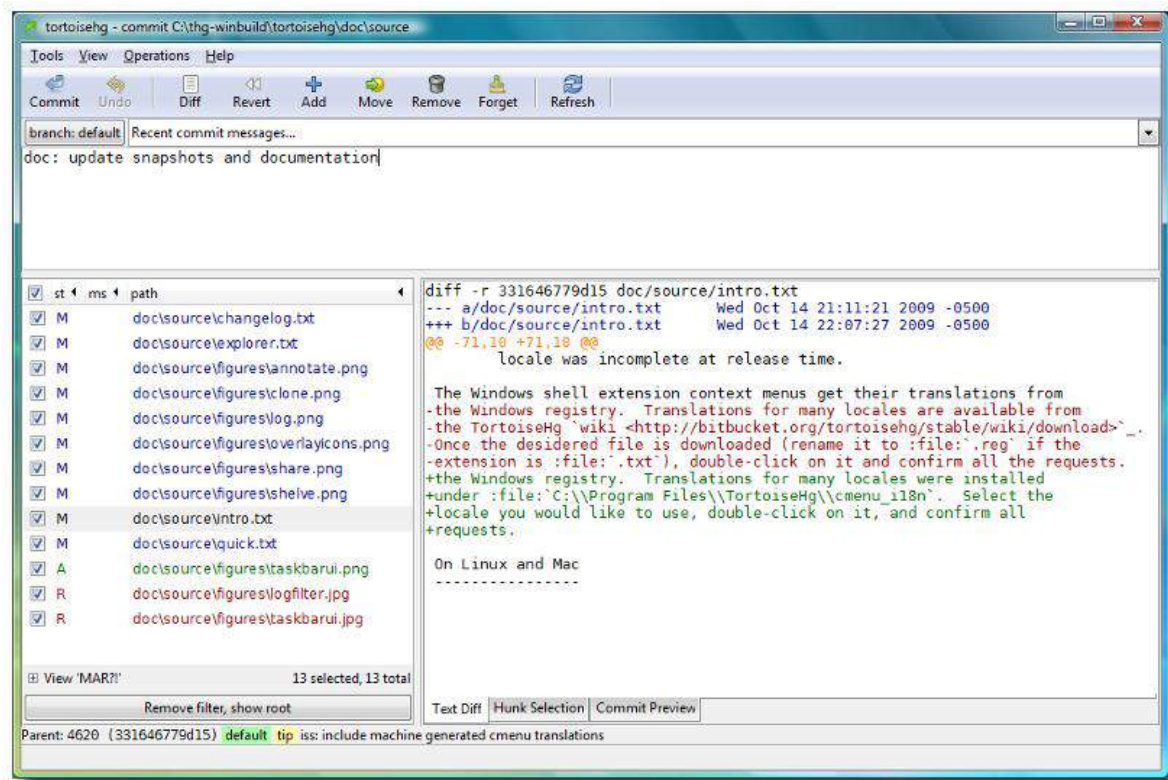 tortoisehg - commit C:\thg-winbuild\tortoisehg\doc\source
Tools View Operations Help
Commit Undo Diff Revert Add Move Remove Forget Refresh
branch: default Recent commit messages...
doc: update snapshots and documentation
st ms path
M doc\source\changelog.txt
M doc\source\explorer.txt
M doc\source\figures\annotate.png
M doc\source\figures\clone.png
M doc\source\figures\log.png
M doc\source\figures\overlayicons.png
M doc\source\figures\share.png
M doc\source\figures\shelve.png
M doc\source\intro.txt
M doc\source\quick.txt
A doc\source\figures\taskbarui.png
R doc\source\figures\logfilter.jpg
R doc\source\figures\taskbarui.jpg
View 'MAR?!' 13 selected, 13 total
Remove filter, show root
diff -r 331646779d15 doc/source/intro.txt
--- a/doc/source/intro.txt Wed Oct 14 21:11:21 2009 -0500
+++ b/doc/source/intro.txt Wed Oct 14 22:07:27 2009 -0500
@@ -71,10 +71,10 @@
locale was incomplete at release time.
The Windows shell extension context menus get their translations from
-the Windows registry.  Translations for many locales are available from
-the TortoiseHg `wiki <http://bitbucket.org/tortoisehg/stable/wiki/download>`_.
-Once the desidered file is downloaded (rename it to :file:`.reg` if the
-extension is :file:`.txt`), double-click on it and confirm all the requests.
+the Windows registry.  Translations for many locales were installed
+under :file:`C:\\Program Files\\TortoiseHg\\cmenu_i18n`.  Select the
+locale you would like to use, double-click on it, and confirm all
+requests.
On Linux and Mac
----------------
Text Diff Hunk Selection Commit Preview
Parent: 4620 (331646779d15) default tip iss: include machine generated cmenu translations